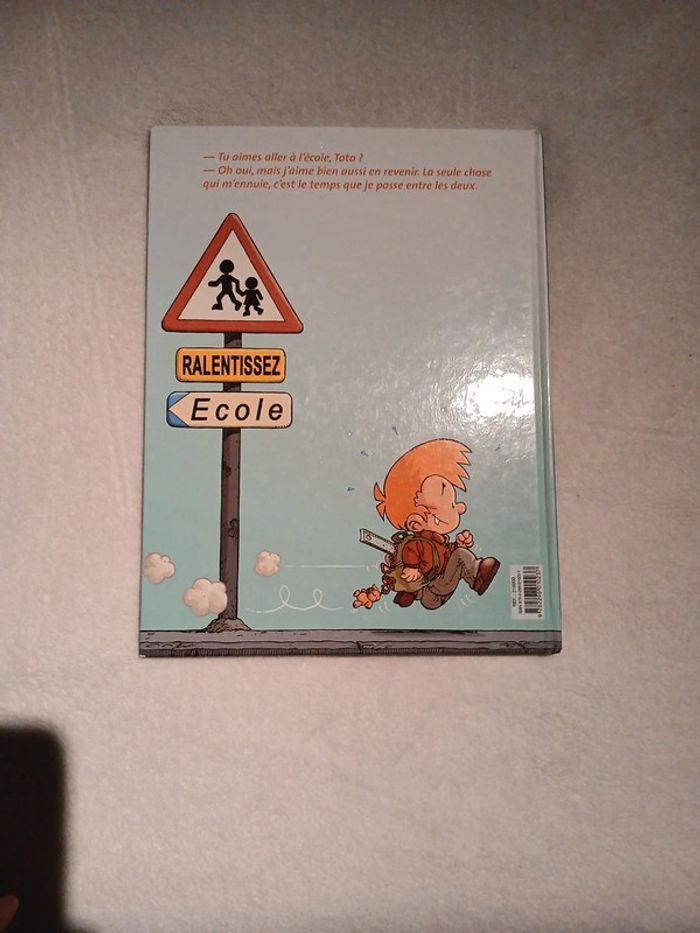 — Tu aimes aller à l'école, Toto ?
— Oh oui, mais j'aime bien aussi en revenir. La seule chose
qui m'ennuie, c'est le temps que je passe entre les deux.
RALENTISSEZ
Ecole